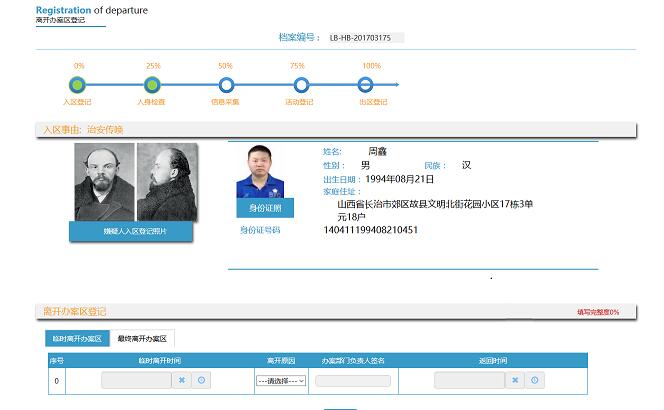 Registration of departure
离开办案区登记
档案编号： LB-HB-201703175
0% 25% 50% 75% 100%
入区登记 人身检查 信息采集 活动登记 出区登记
入区事由: 治安传唤
姓名: 周鑫
性别： 男 民族： 汉
出生日期： 1994年08月21日
家庭住址：
山西省长治市郊区故县文明北街花园小区17栋3单
元18户
身份证照
嫌疑人入区登记照片
身份证号码 140411199408210451
离开办案区登记 填写完整度0%
临时离开办案区 最终离开办案区
序号 临时离开时间 离开原因 办案部门负责人签名 返回时间
0 ---请选择---